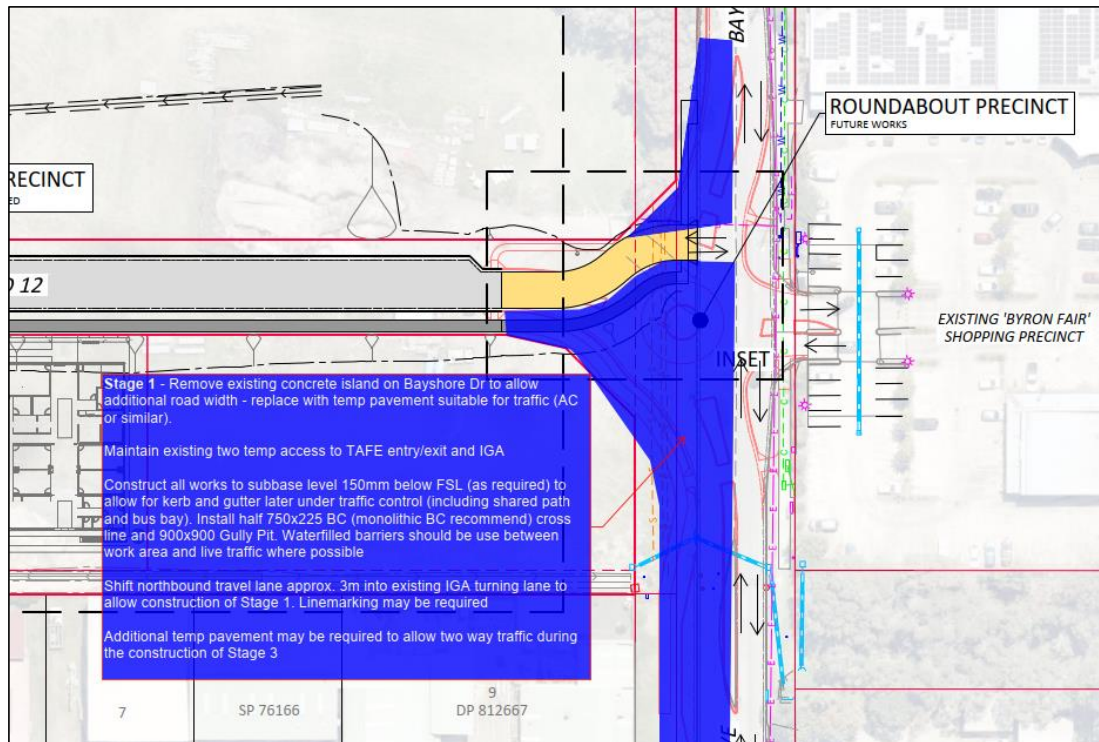 BAY
ROUNDABOUT PRECINCT
FUTURE WORKS
RECINCT
ED
D 12
EXISTING 'BYRON FAIR'
SHOPPING PRECINCT
INSET
Stage 1 - Remove existing concrete island on Bayshore Dr to allow
additional road width - replace with temp pavement suitable for traffic (AC
or similar).
Maintain existing two temp access to TAFE entry/exit and IGA
Construct all works to subbase level 150mm below FSL (as required) to
allow for kerb and gutter later under traffic control (including shared path
and bus bay). Install half 750x225 BC (monolithic BC recommend) cross
line and 900x900 Gully Pit. Waterfilled barriers should be use between
work area and live traffic where possible
Shift northbound travel lane approx. 3m into existing IGA turning lane to
allow construction of Stage 1. Linemarking may be required
Additional temp pavement may be required to allow two way traffic during
the construction of Stage 3
7
SP 76166
9
DP 812667
VE